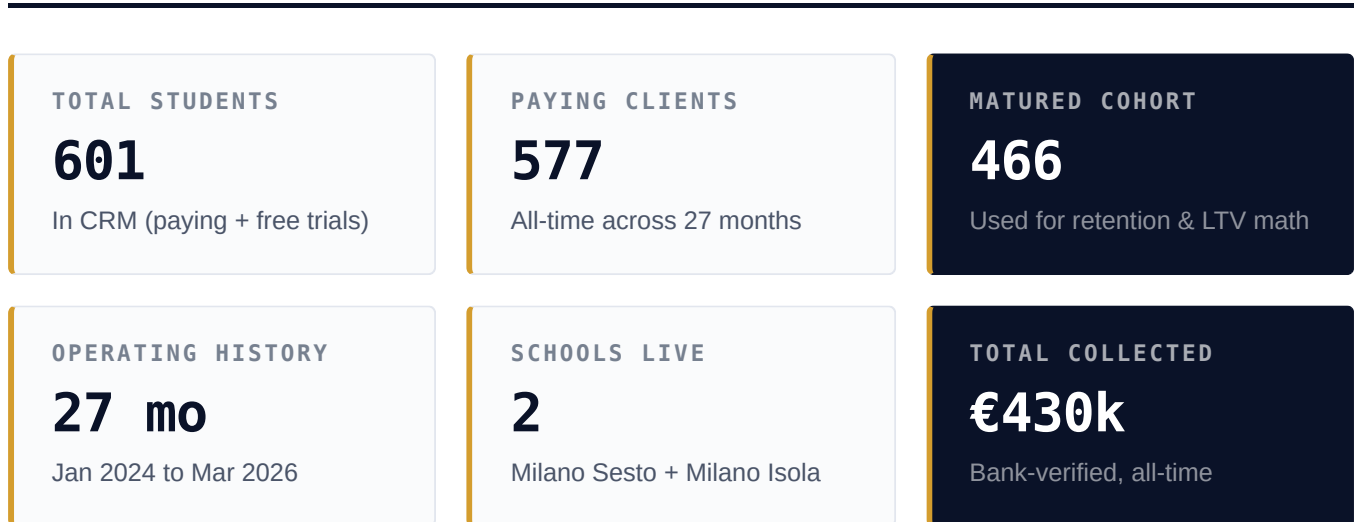 TOTAL STUDENTS
601
In CRM (paying + free trials)
PAYING CLIENTS
577
All-time across 27 months
MATURED COHORT
466
Used for retention & LTV math
OPERATING HISTORY
27 mo
Jan 2024 to Mar 2026
SCHOOLS LIVE
2
Milano Sesto + Milano Isola
TOTAL COLLECTED
€430k
Bank-verified, all-time